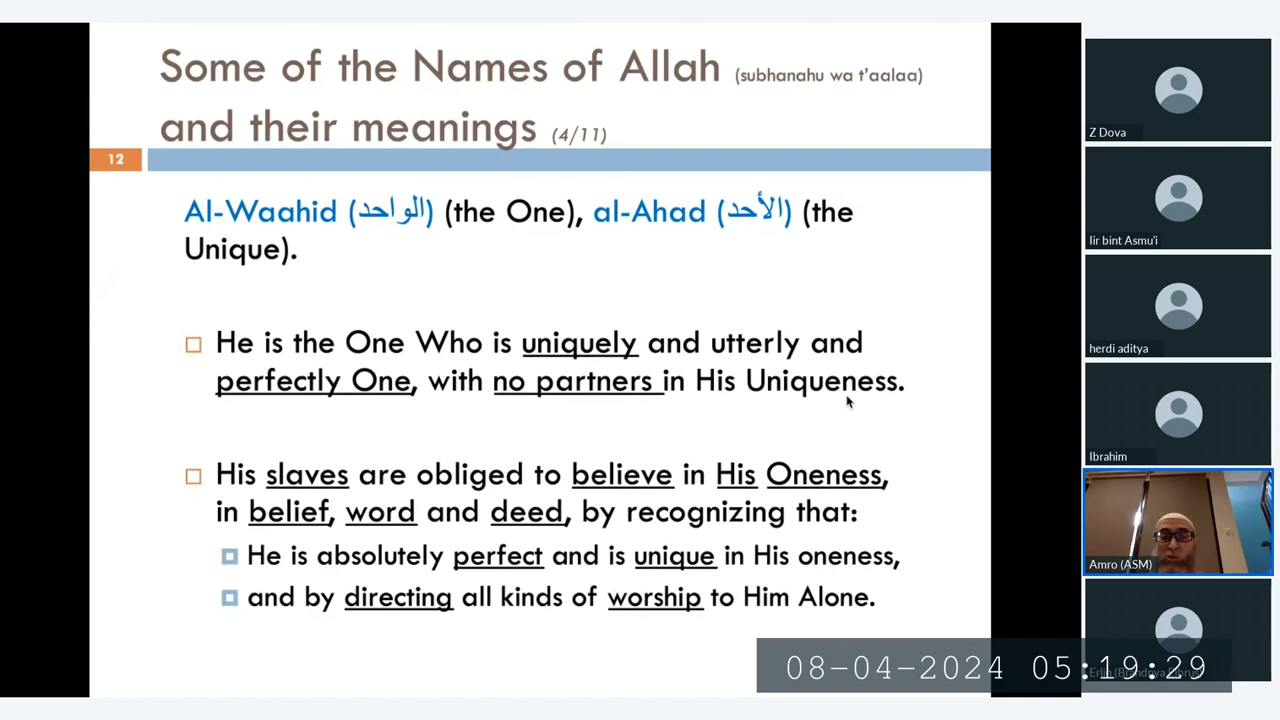 Some of the Names of Allah (subhanahu wa t'aalaa)
and their meanings (4/11)
12
Al-Waahid (الواحد) (the One), al-Ahad (الأحد) (the
Unique).
□ He is the One Who is uniquely and utterly and
perfectly One, with no partners in His Uniqueness.
□ His slaves are obliged to believe in His Oneness,
in belief, word and deed, by recognizing that:
□ He is absolutely perfect and is unique in His oneness,
□ and by directing all kinds of worship to Him Alone.
Z Dova
Iir bint Asmu'i
herdi aditya
Ibrahim
Amro (ASM)
08-04-2024 05:19:29